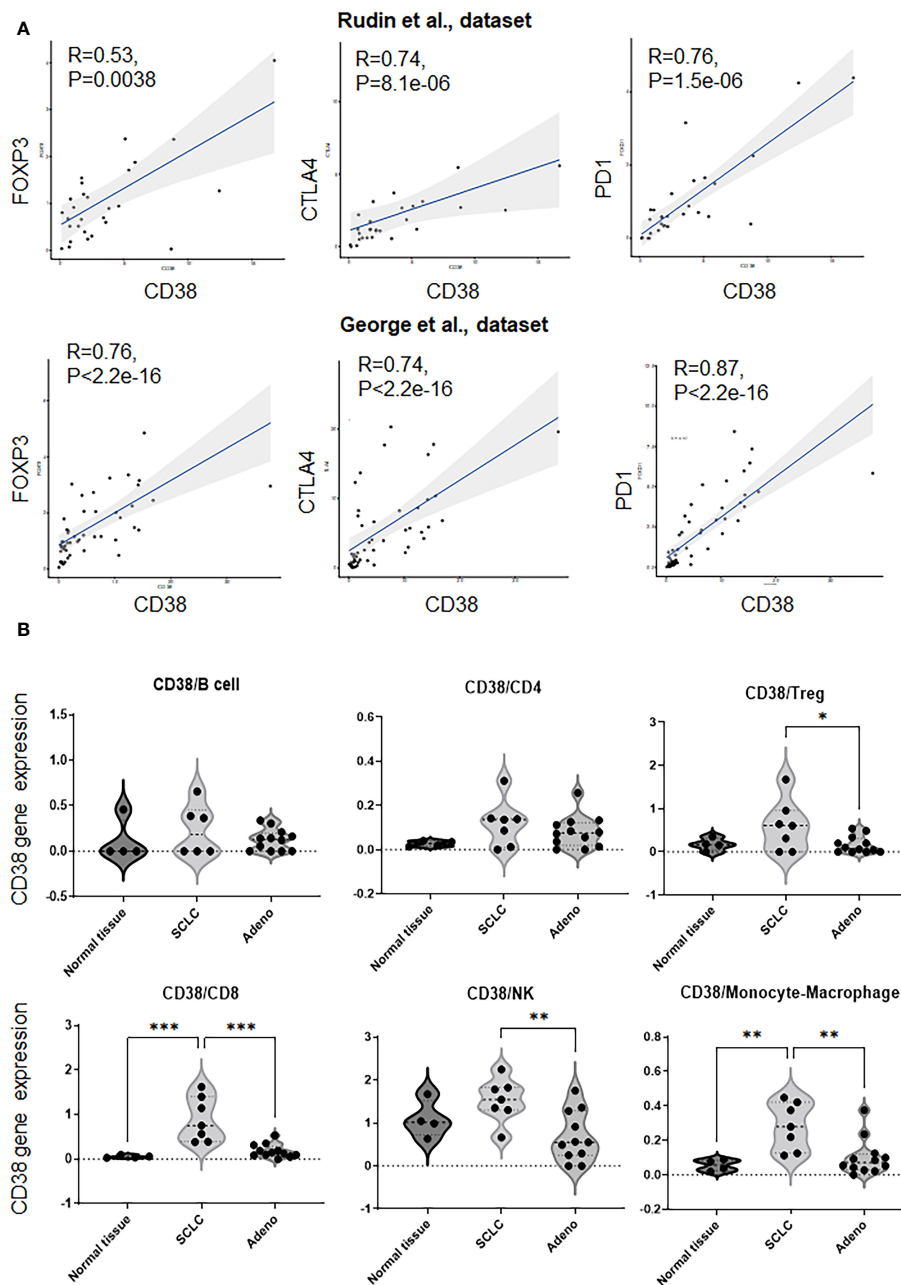 A
Rudin et al., dataset
R=0.53,
P=0.0038
FOXP3
CD38
CD38
R=0.74,
P=8.1e-06
CTLA4
CTLA4
CD38
CD38
R=0.76,
P=1.5e-06
PD1
CD38
CD38
George et al., dataset
R=0.76,
P<2.2e-16
FOXP3
CD38
CD38
R=0.74,
P<2.2e-16
CTLA4
CD38
R=0.87,
P<2.2e-16
PD1
CD38
B
CD38 gene expression
CD38/B cell
1.5
1.0
0.5
0.0
-0.5
Normal tissue
SCLC
Adeno
CD38/CD4
0.6
0.4
0.2
0.0
-0.2
Normal tissue
SCLC
Adeno
CD38/Treg
*
3
2
1
0
-1
Normal tissue
SCLC
Adeno
CD38 gene expression
CD38/CD8
*** ***
3
2
1
0
-1
Normal tissue
SCLC
Adeno
CD38/NK
**
3
2
1
0
-1
Normal tissue
SCLC
Adeno
CD38/Monocyte-Macrophage
** **
0.8
0.6
0.4
0.2
0.0
-0.2
Normal tissue
SCLC
Adeno